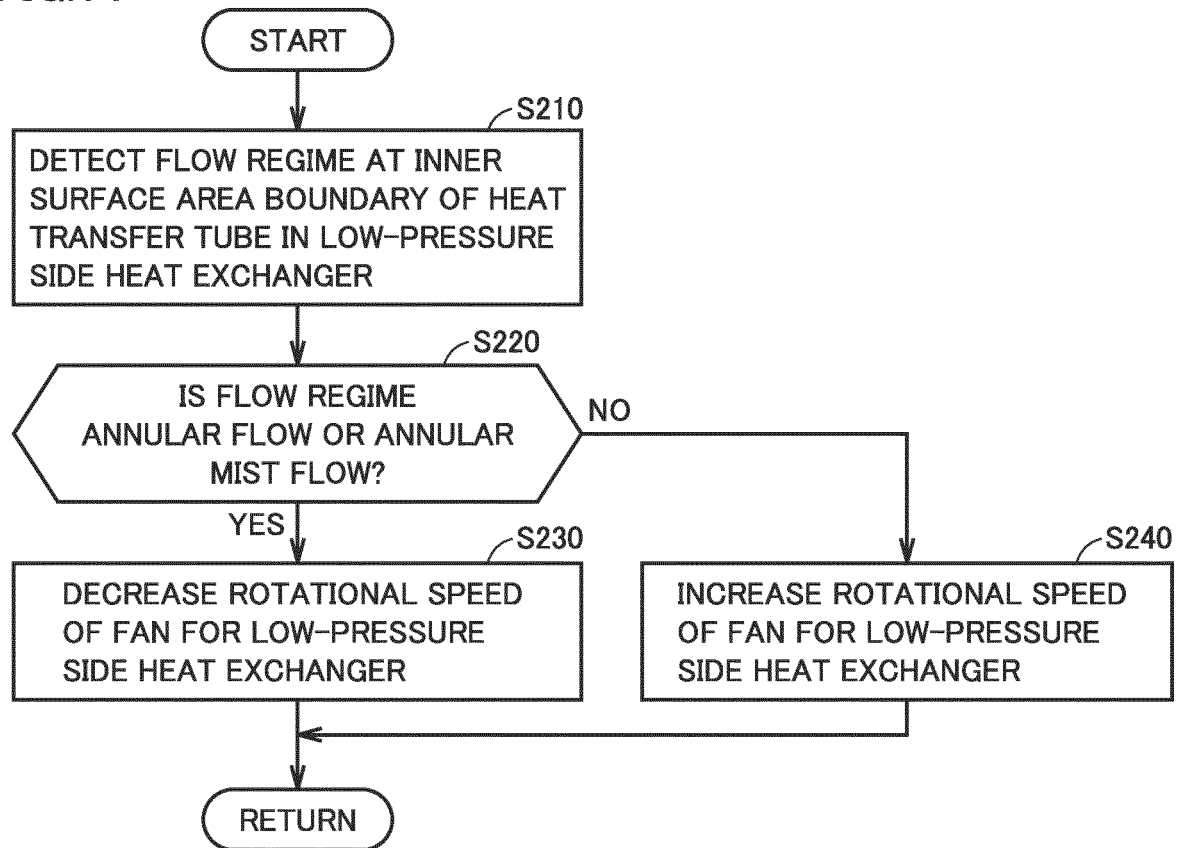 START
S210
DETECT FLOW REGIME AT INNER
SURFACE AREA BOUNDARY OF HEAT
TRANSFER TUBE IN LOW-PRESSURE
SIDE HEAT EXCHANGER
S220
IS FLOW REGIME
ANNULAR FLOW OR ANNULAR
MIST FLOW?
NO
YES
S230
DECREASE ROTATIONAL SPEED
OF FAN FOR LOW-PRESSURE
SIDE HEAT EXCHANGER
S240
INCREASE ROTATIONAL SPEED
OF FAN FOR LOW-PRESSURE
SIDE HEAT EXCHANGER
RETURN